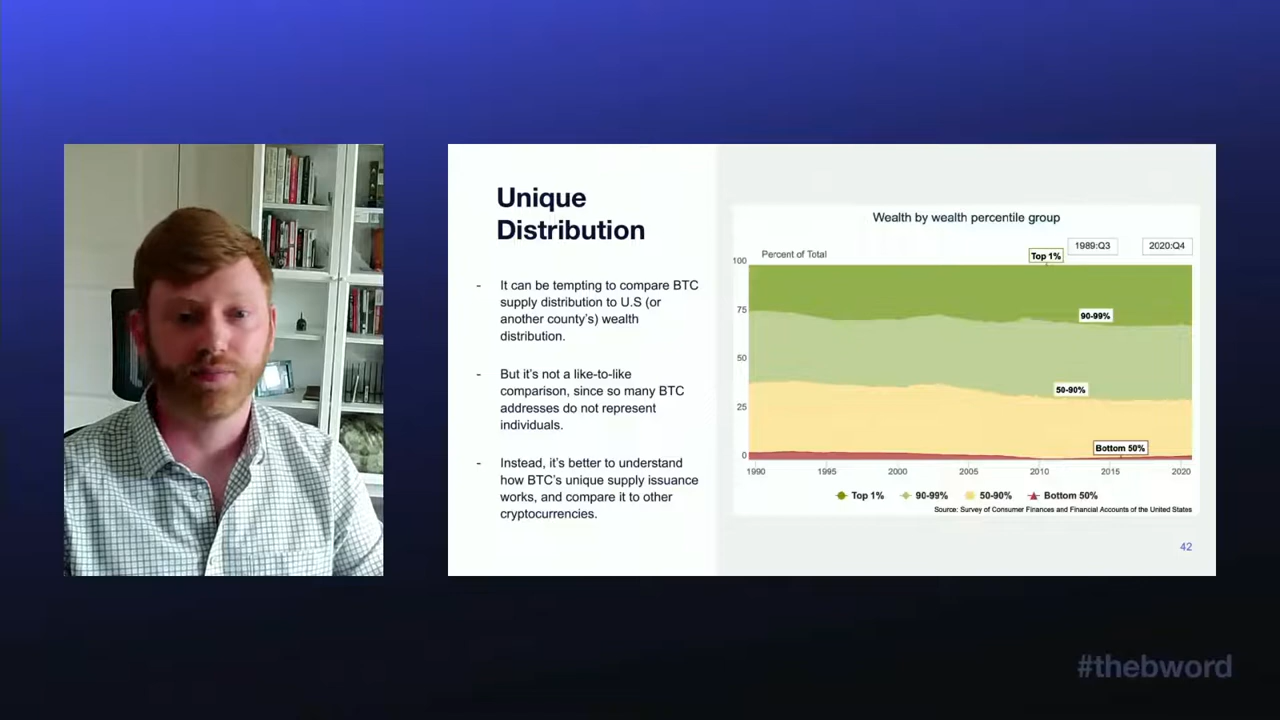 Unique
Distribution
- It can be tempting to compare BTC
supply distribution to U.S (or
another county's) wealth
distribution.
- But it's not a like-to-like
comparison, since so many BTC
addresses do not represent
individuals.
- Instead, it's better to understand
how BTC's unique supply issuance
works, and compare it to other
cryptocurrencies.
Wealth by wealth percentile group
1989:Q3 2020:Q4
Percent of Total
Top 1%
100
75
90-99%
50
50-90%
25
Bottom 50%
0
1990 1995 2000 2005 2010 2015 2020
Top 1% 90-99% 50-90% Bottom 50%
Source: Survey of Consumer Finances and Financial Accounts of the United States
42
#thebword